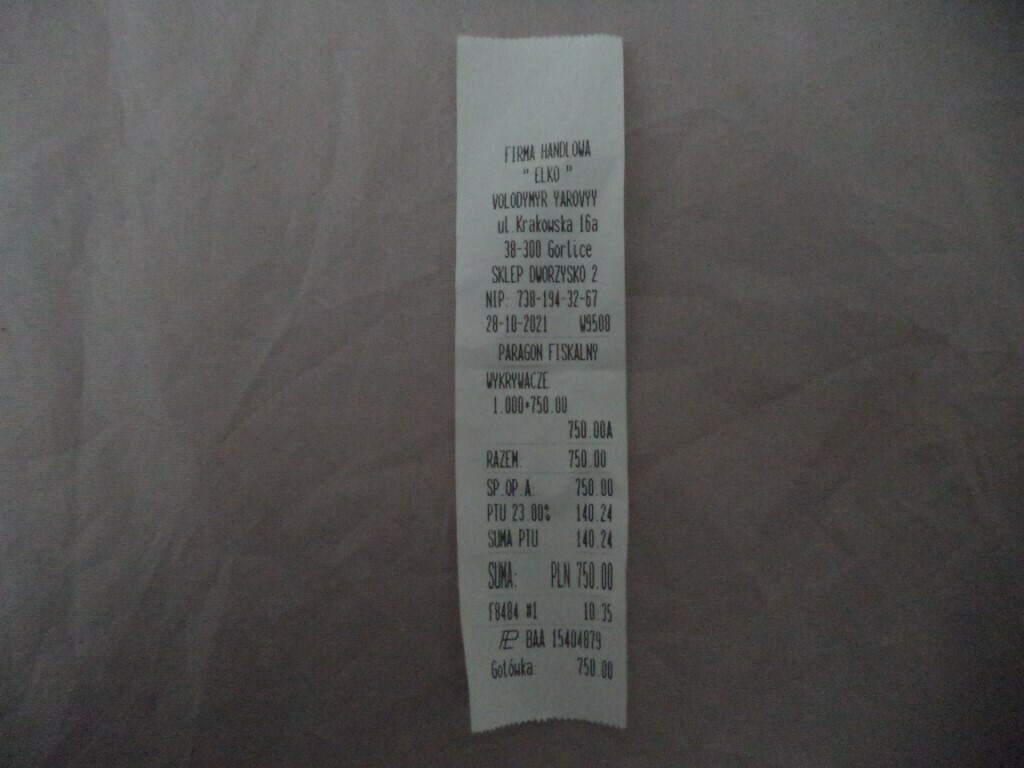 FIRMA HANDLOWA
" ELKO "
VOLODYMYR YAROVYY
ul.Krakowska 16a
38-300 Gorlice
SKLEP DWORZYSKO 2
NIP: 738-194-32-67
28-10-2021 W9508
PARAGON FISKALNY
WYKRYWACZE
1.000*750.00
750.00A
RAZEM: 750.00
SP.OP.A: 750.00
PTU 23.00% 140.24
SUMA PTU 140.24
SUMA: PLN 750.00
F8484 #1 10:35
BAA 15404879
Gotówka: 750.00